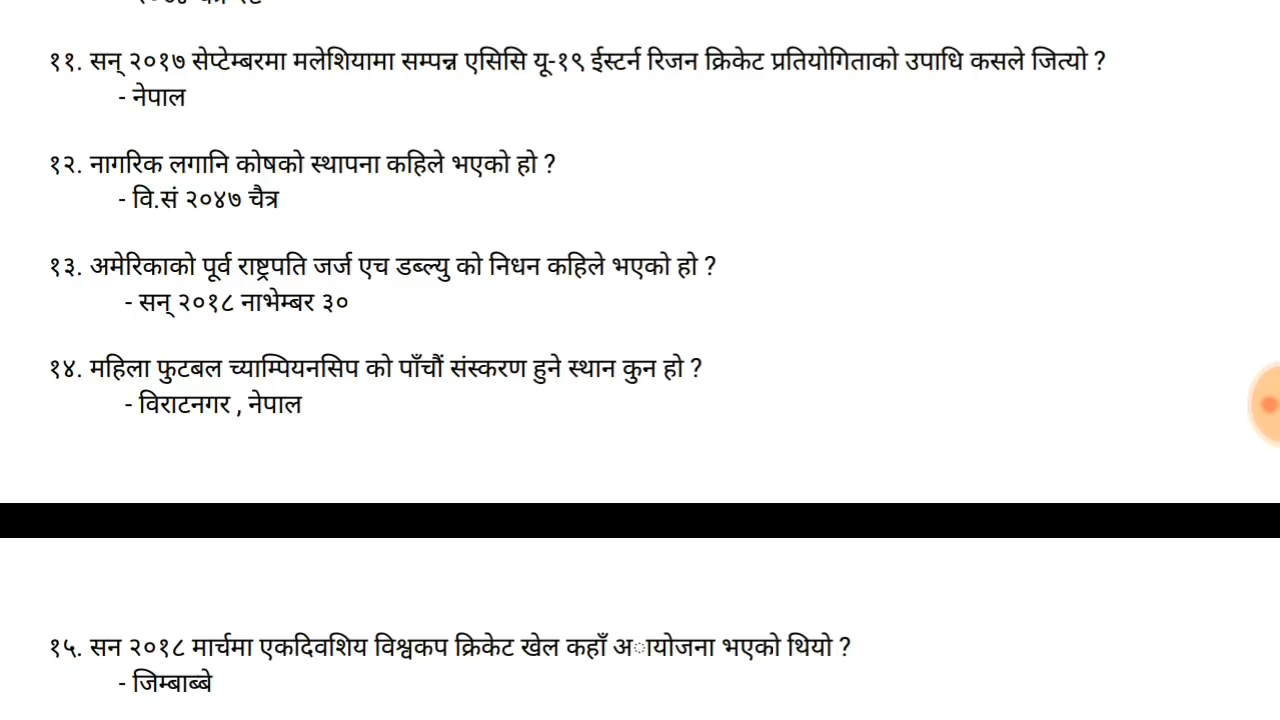 ११. सन् २०१७ सेप्टेम्बरमा मलेशियामा सम्पन्न एसिसि यू-१९ ईस्टर्न रिजन क्रिकेट प्रतियोगिताको उपाधि कसले जित्यो ?
- नेपाल
१२. नागरिक लगानि कोषको स्थापना कहिले भएको हो ?
- वि.सं २०४७ चैत्र
१३. अमेरिकाको पूर्व राष्ट्रपति जर्ज एच डब्ल्यु को निधन कहिले भएको हो ?
- सन् २०१८ नाभेम्बर ३०
१४. महिला फुटबल च्याम्पियनसिप को पाँचौं संस्करण हुने स्थान कुन हो ?
- विराटनगर , नेपाल
१५. सन २०१८ मार्चमा एकदिवशिय विश्वकप क्रिकेट खेल कहाँ अायोजना भएको थियो ?
- जिम्बाब्बे